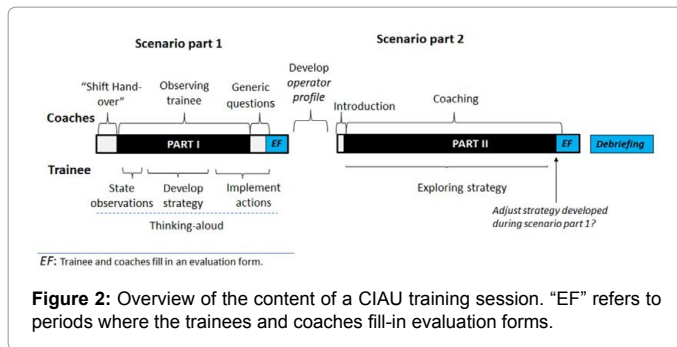 Scenario part 1
Scenario part 2
"Shift Hand-
over"
Observing
trainee
Generic
questions
Develop
operator
profile
Introduction
Coaching
Coaches
PART I
EF
PART II
EF
Debriefing
Trainee
State
observations
Develop
strategy
Implement
actions
Thinking-aloud
Exploring strategy
Adjust strategy developed
during scenario part 1?
EF: Trainee and coaches fill in an evaluation form.
Figure 2: Overview of the content of a CIAU training session. “EF” refers to
periods where the trainees and coaches fill-in evaluation forms.